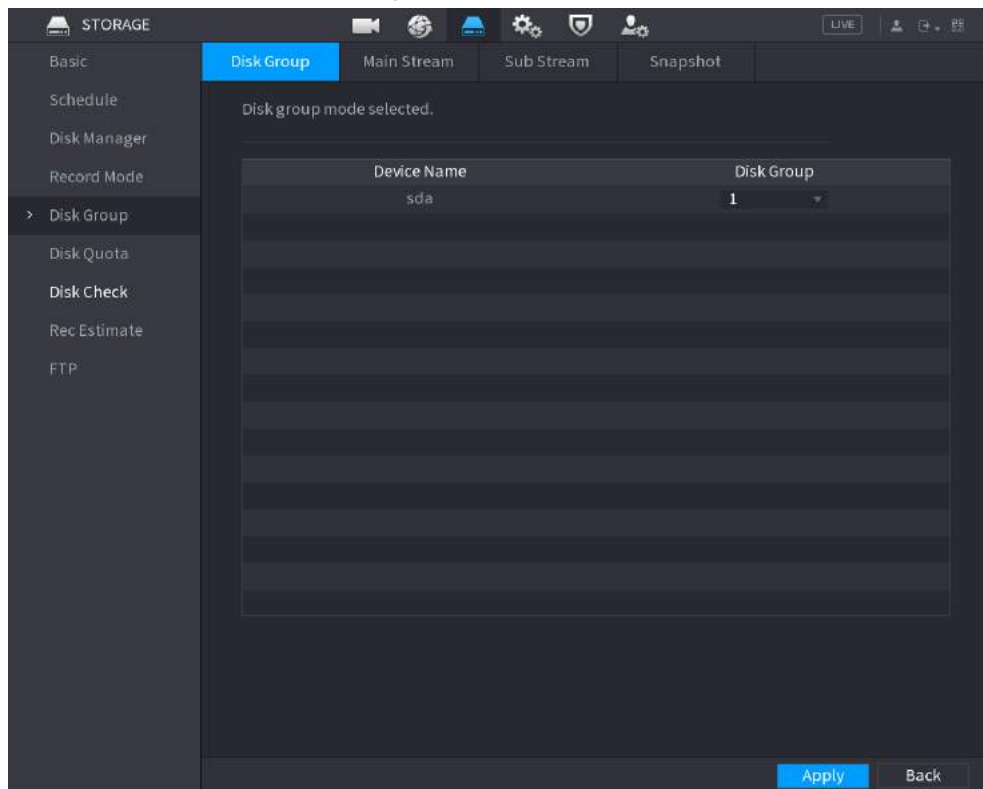 STORAGE
LIVE
Basic
Disk Group
Main Stream
Sub Stream
Snapshot
Schedule
Disk group mode selected.
Disk Manager
Record Mode
Device Name
Disk Group
sda
1
> Disk Group
Disk Quota
Disk Check
Rec Estimate
FTP
Apply
Back